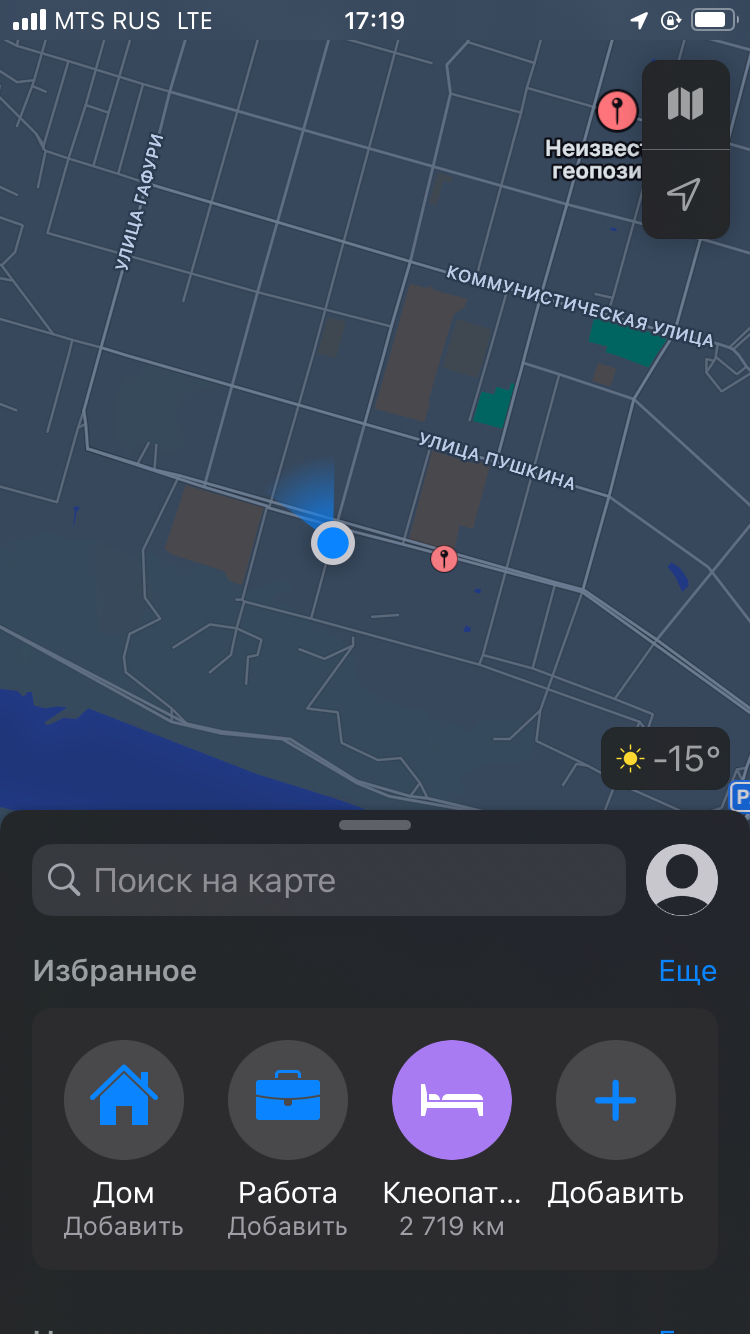 MTS RUS LTE 17:19
Неизвес
геопози
УЛИЦА ГАФУРИ
КОММУНИСТИЧЕСКАЯ УЛИЦА
УЛИЦА ПУШКИНА
-15°
P
Поиск на карте
Избранное Еще
Дом Работа Клеопат... Добавить
Добавить Добавить 2 719 км